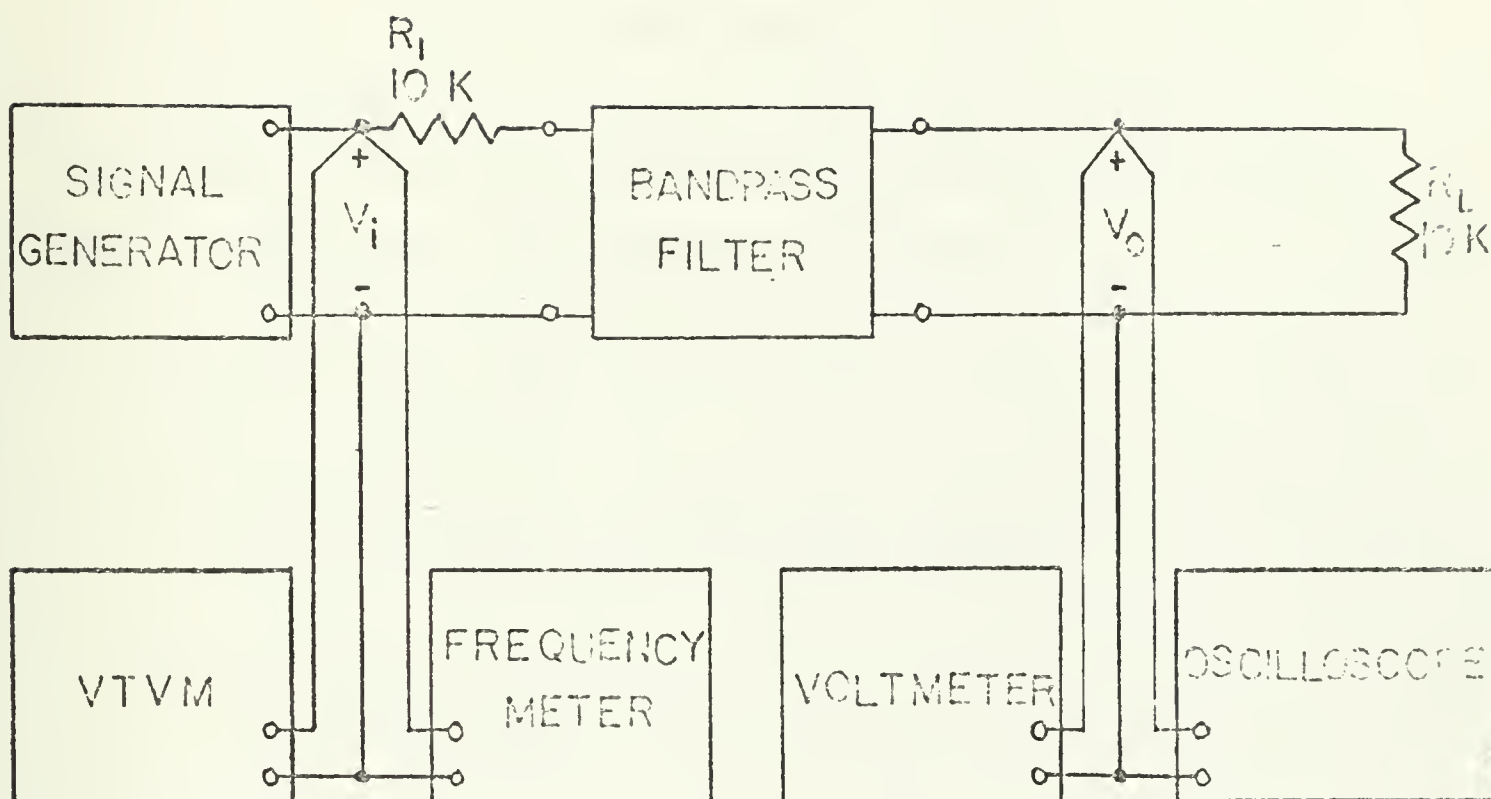 R1
10 K
SIGNAL
GENERATOR
+
Vi
-
BANDPASS
FILTER
+
Vo
-
RL
10 K
VTVM
FREQUENCY
METER
VOLTMETER
OSCILLOSCOPE